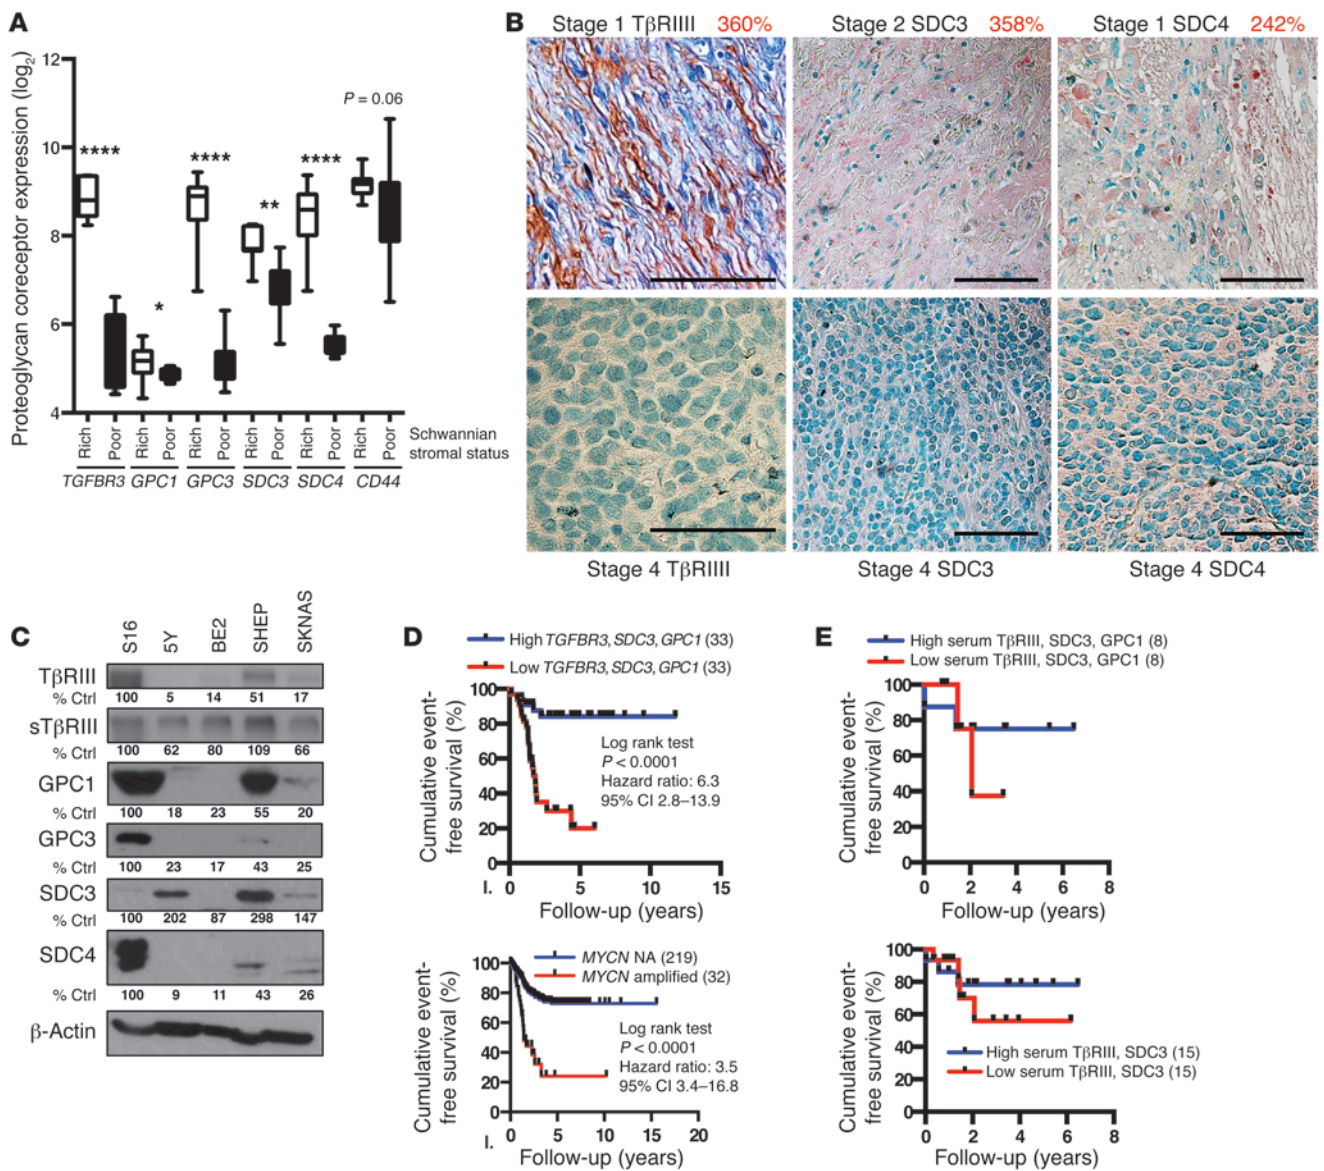 A
Proteoglycan coreceptor expression (log2)
12
10
8
6
4
****
*
****
**
****
P = 0.06
Rich
Poor
Rich
Poor
Rich
Poor
Rich
Poor
Rich
Poor
Rich
Poor
Schwannian
stromal status
TGFBR3 GPC1 GPC3 SDC3 SDC4 CD44
B
Stage 1 TβRIIII 360%
Stage 2 SDC3 358%
Stage 1 SDC4 242%
Stage 4 TβRIIII
Stage 4 SDC3
Stage 4 SDC4
C
S16 5Y BE2 SHEP SKNAS
TβRIII
% Ctrl 100 5 14 51 17
sTβRIII
% Ctrl 100 62 80 109 66
GPC1
% Ctrl 100 18 23 55 20
GPC3
% Ctrl 100 23 17 43 25
SDC3
% Ctrl 100 202 87 298 147
SDC4
% Ctrl 100 9 11 43 26
β-Actin
D
High TGFBR3, SDC3, GPC1 (33)
Low TGFBR3, SDC3, GPC1 (33)
Cumulative event-
free survival (%)
100
80
60
40
20
0
Log rank test
P < 0.0001
Hazard ratio: 6.3
95% CI 2.8–13.9
I. 0 5 10 15
Follow-up (years)
MYCN NA (219)
MYCN amplified (32)
Cumulative event-
free survival (%)
100
80
60
40
20
0
Log rank test
P < 0.0001
Hazard ratio: 3.5
95% CI 3.4–16.8
I. 0 5 10 15 20
Follow-up (years)
E
High serum TβRIII, SDC3, GPC1 (8)
Low serum TβRIII, SDC3, GPC1 (8)
Cumulative event-
free survival (%)
100
80
60
40
20
0
0 2 4 6 8
Follow-up (years)
Cumulative event-
free survival (%)
100
80
60
40
20
0
High serum TβRIII, SDC3 (15)
Low serum TβRIII, SDC3 (15)
0 2 4 6 8
Follow-up (years)